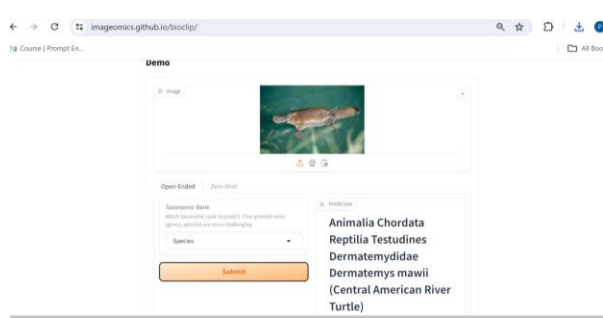 imageomics.github.io/bioclip/
Course | Prompt En...
All Boo
Demo
Image
Open-Ended Zero-Shot
Taxonomic Rank
Which taxonomic rank to predict. Fine-grained ranks
(genus, species) are more challenging.
Species
Submit
Prediction
Animalia Chordata
Reptilia Testudines
Dermatemydidae
Dermatemys mawii
(Central American River
Turtle)